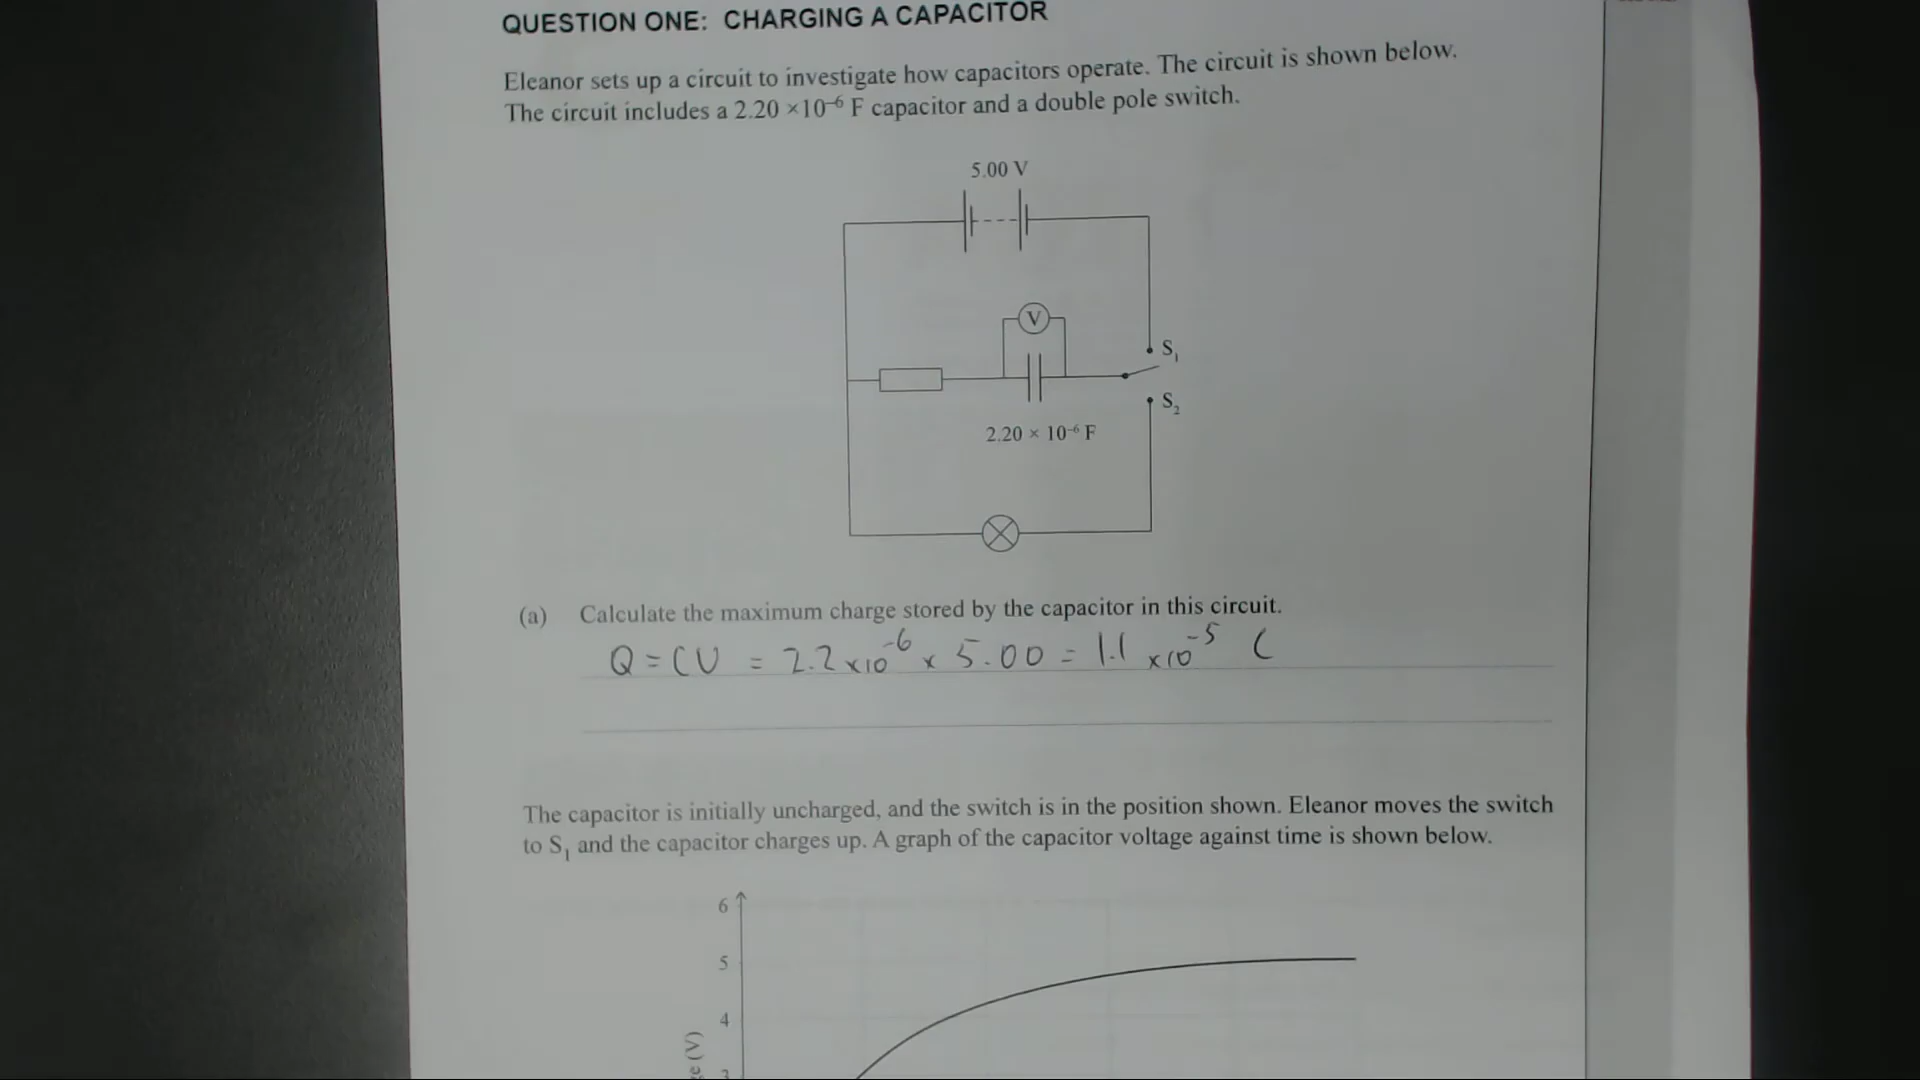 QUESTION ONE: CHARGING A CAPACITOR
Eleanor sets up a circuit to investigate how capacitors operate. The circuit is shown below.
The circuit includes a 2.20 ×10⁻⁶ F capacitor and a double pole switch.
5.00 V
V
S₁
S₂
2.20 × 10⁻⁶ F
(a) Calculate the maximum charge stored by the capacitor in this circuit.
Q = CV = 2.2 ×10⁻⁶ × 5.00 = 1.1 ×10⁻⁵ C
The capacitor is initially uncharged, and the switch is in the position shown. Eleanor moves the switch
to S₁ and the capacitor charges up. A graph of the capacitor voltage against time is shown below.
6
5
4
(V)